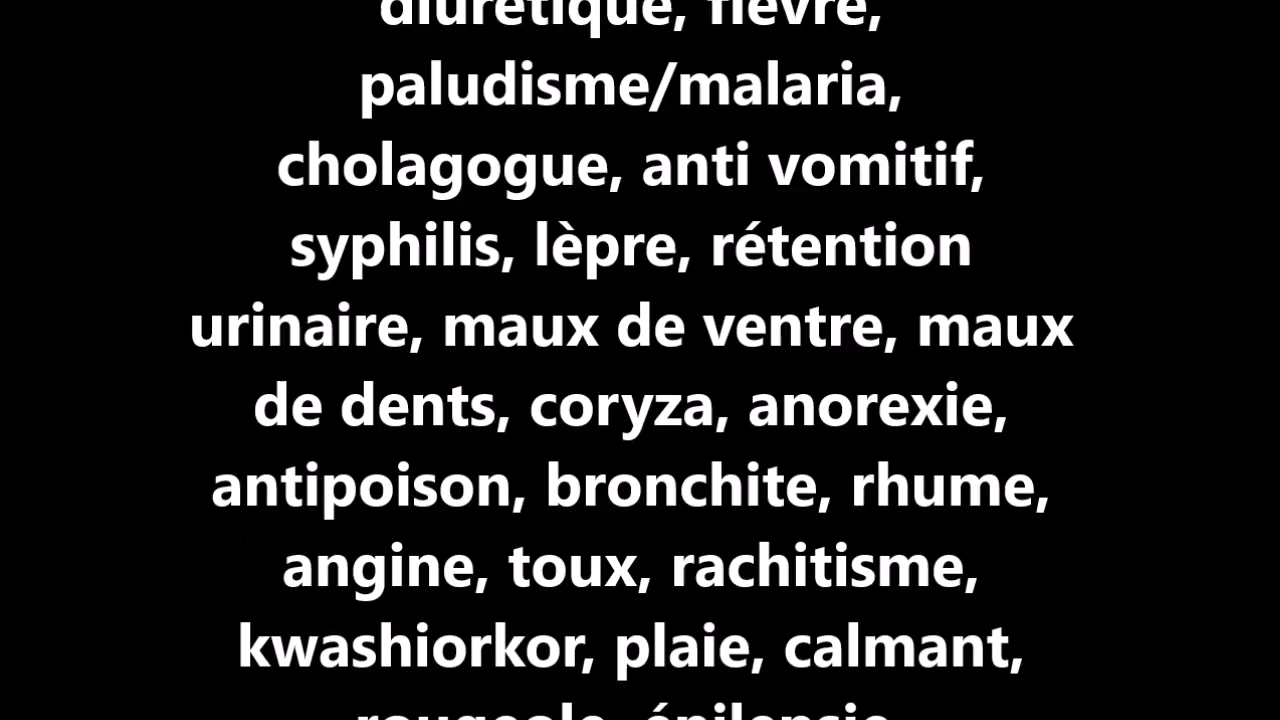 diurétique, fièvre,
paludisme/malaria,
cholagogue, anti vomitif,
syphilis, lèpre, rétention
urinaire, maux de ventre, maux
de dents, coryza, anorexie,
antipoison, bronchite, rhume,
angine, toux, rachitisme,
kwashiorkor, plaie, calmant,
rougeole, épilepsie